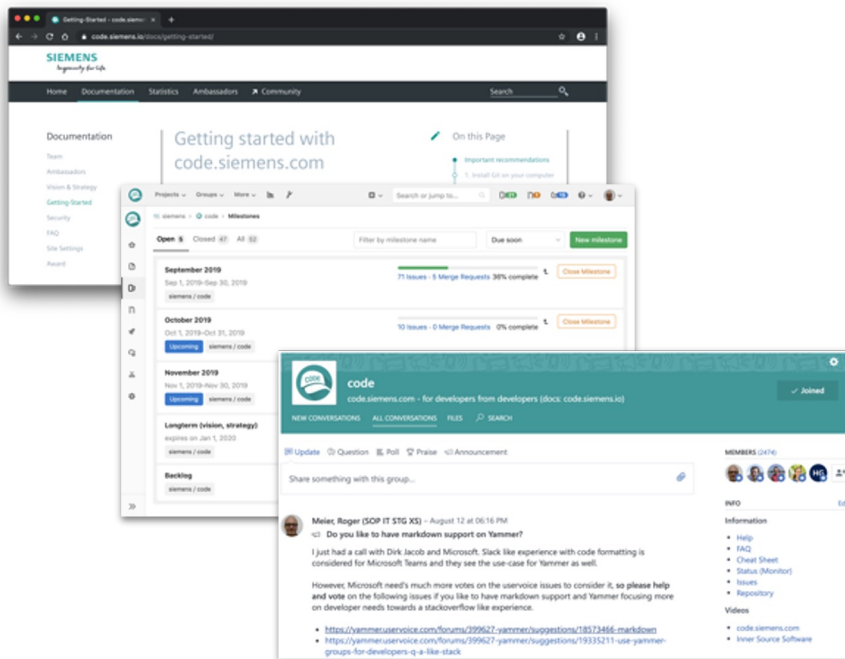 Getting-Started - code.siemen
code.siemens.io/docs/getting-started/
SIEMENS
Ingenuity for life
Home Documentation Statistics Ambassadors Community Search
Documentation
Team
Ambassadors
Vision & Strategy
Getting-Started
Security
FAQ
Site Settings
Award
Getting started with
code.siemens.com
On this Page
Important recommendations
1. Install Git on your computer
Projects Groups More Search or jump to...
siemens > code > Milestones
Open 5 Closed 47 All 52 Filter by milestone name Due soon New milestone
September 2019
Sep 1, 2019–Sep 30, 2019
siemens / code
71 Issues · 5 Merge Requests 36% complete Close Milestone
October 2019
Oct 1, 2019–Oct 31, 2019
Upcoming siemens / code
10 Issues · 0 Merge Requests 0% complete Close Milestone
November 2019
Nov 1, 2019–Nov 30, 2019
Upcoming siemens / code
Longterm (vision, strategy)
expires on Jan 1, 2020
siemens / code
Backlog
siemens / code
CODE
code
code.siemens.com - for developers from developers (docs: code.siemens.io)
Joined
NEW CONVERSATIONS ALL CONVERSATIONS FILES SEARCH
Update Question Poll Praise Announcement
Share something with this group...
Meier, Roger (SOP IT STG XS) – August 12 at 06:16 PM
Do you like to have markdown support on Yammer?
I just had a call with Dirk Jacob and Microsoft. Slack like experience with code formatting is
considered for Microsoft Teams and they see the use-case for Yammer as well.
However, Microsoft need's much more votes on the uservoice issues to consider it, so please help
and vote on the following issues if you like to have markdown support and Yammer focusing more
on developer needs towards a stackoverflow like experience.
https://yammer.uservoice.com/forums/399627-yammer/suggestions/18573466-markdown
https://yammer.uservoice.com/forums/399627-yammer/suggestions/19335211-use-yammer-
groups-for-developers-q-a-like-stack
MEMBERS (2474)
HG
INFO Ed
Information
Help
FAQ
Cheat Sheet
Status (Monitor)
Issues
Repository
Videos
code.siemens.com
Inner Source Software